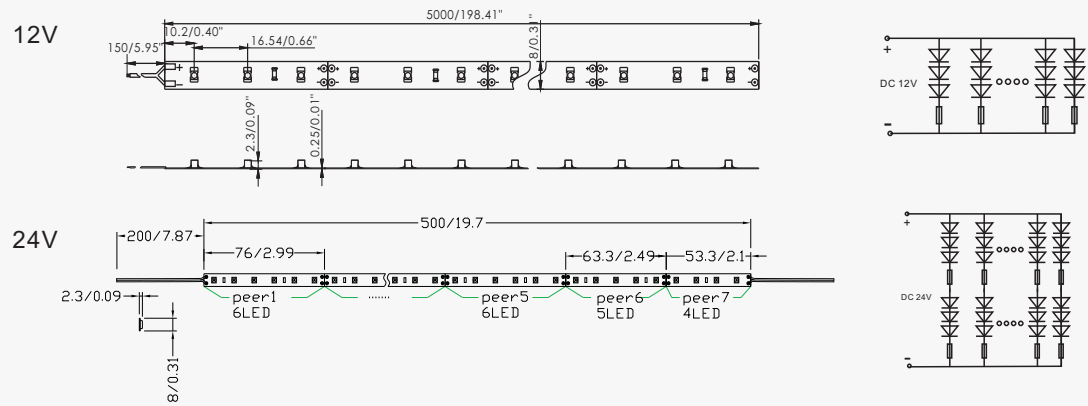 12V
5000/198.41"
10.2/0.40"
16.54/0.66"
150/5.95"
8/0.31"
+
-
2.3/0.09"
0.25/0.01"
+
DC 12V
-
24V
500/19.7
200/7.87
76/2.99
63.3/2.49
53.3/2.1
2.3/0.09
peer1
6LED
.......
peer5
6LED
peer6
5LED
peer7
4LED
8/0.31
+
DC 24V
-